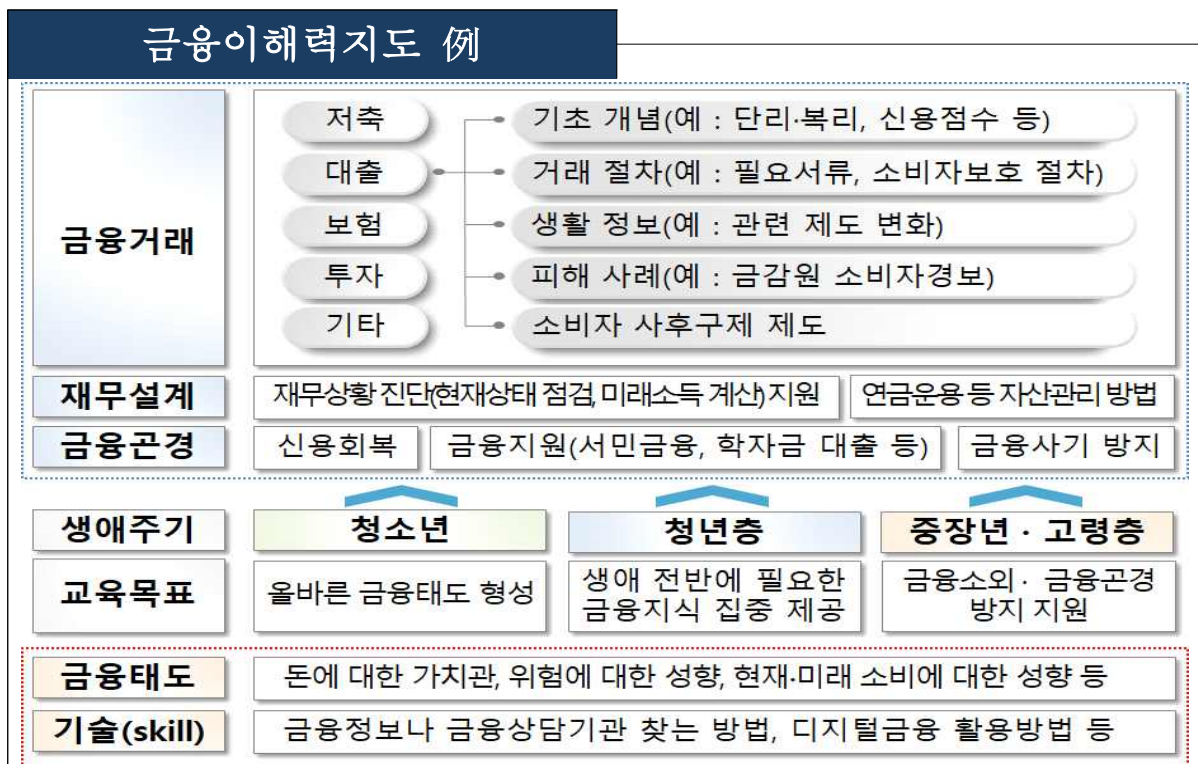 금융이해력지도 例
금융거래
저축
대출
보험
투자
기타
기초 개념(예 : 단리·복리, 신용점수 등)
거래 절차(예 : 필요서류, 소비자보호 절차)
생활 정보(예 : 관련 제도 변화)
피해 사례(예 : 금감원 소비자경보)
소비자 사후구제 제도
재무설계
재무상황 진단(현재상태 점검, 미래소득 계산) 지원
연금운용 등 자산관리 방법
금융곤경
신용회복
금융지원(서민금융, 학자금 대출 등)
금융사기 방지
생애주기
청소년
청년층
중장년 · 고령층
교육목표
올바른 금융태도 형성
생애 전반에 필요한
금융지식 집중 제공
금융소외 · 금융곤경
방지 지원
금융태도
돈에 대한 가치관, 위험에 대한 성향, 현재·미래 소비에 대한 성향 등
기술(skill)
금융정보나 금융상담기관 찾는 방법, 디지털금융 활용방법 등